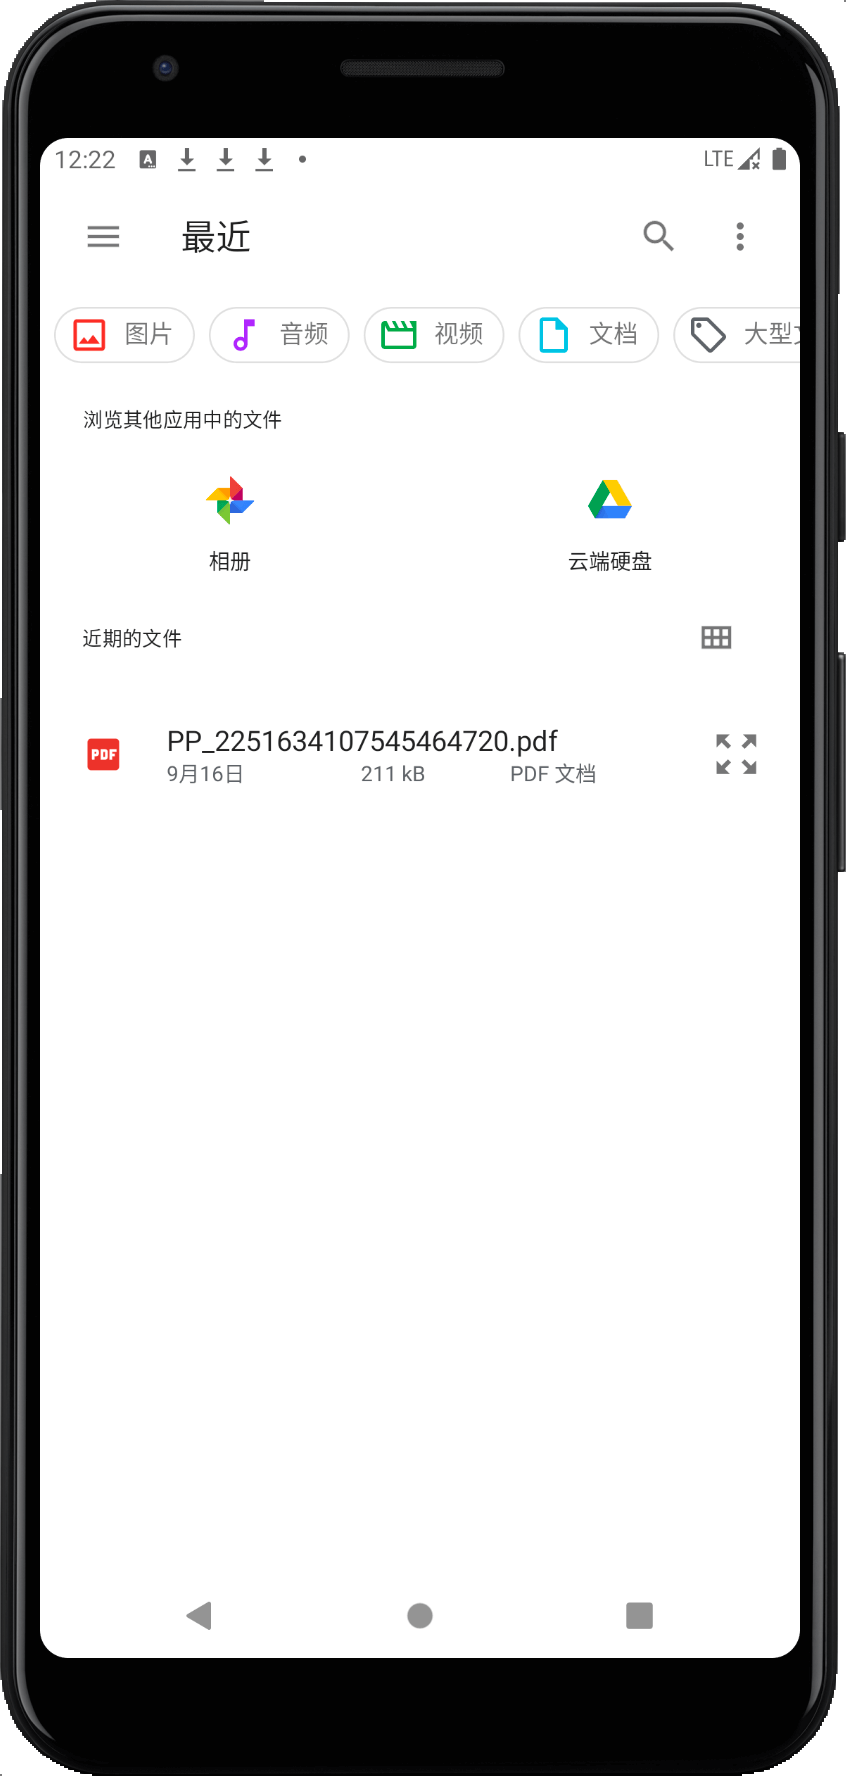 12:22 LTE
最近
图片 音频 视频 文档 大型
浏览其他应用中的文件
相册 云端硬盘
近期的文件
PDF PP_2251634107545464720.pdf
9月16日 211 kB PDF 文档